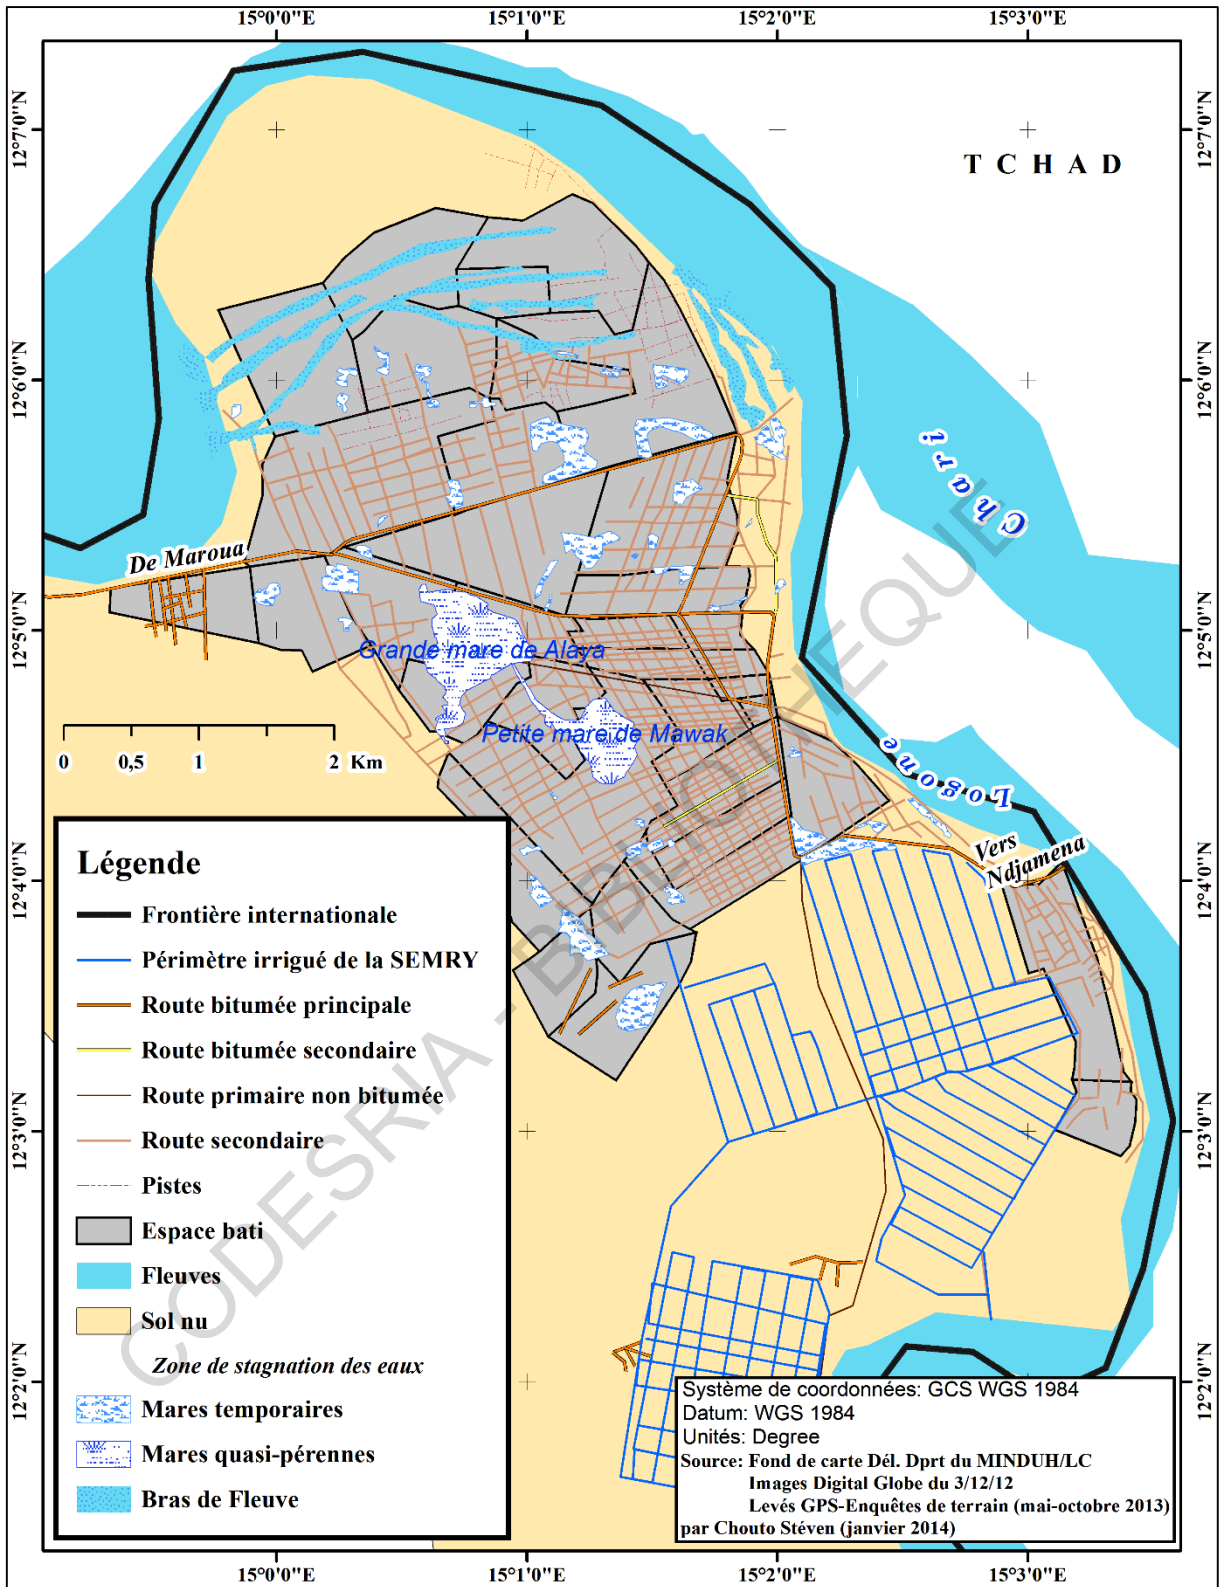 15°0'0"E 15°1'0"E 15°2'0"E 15°3'0"E
12°7'0"N 12°7'0"N
TCHAD
12°6'0"N 12°6'0"N
Chari
De Maroua
12°5'0"N 12°5'0"N
Grande mare de Alaya
Petite mare de Mawak
0 0,5 1 2 Km
Logone
Vers
Ndjamena
12°4'0"N 12°4'0"N
Légende
Frontière internationale
Périmètre irrigué de la SEMRY
Route bitumée principale
Route bitumée secondaire
Route primaire non bitumée
Route secondaire
Pistes
Espace bati
Fleuves
Sol nu
Zone de stagnation des eaux
Mares temporaires
Mares quasi-pérennes
Bras de Fleuve
12°3'0"N 12°3'0"N
12°2'0"N 12°2'0"N
Système de coordonnées: GCS WGS 1984
Datum: WGS 1984
Unités: Degree
Source: Fond de carte Dél. Dprt du MINDUH/LC
Images Digital Globe du 3/12/12
Levés GPS-Enquêtes de terrain (mai-octobre 2013)
par Chouto Stéven (janvier 2014)
15°0'0"E 15°1'0"E 15°2'0"E 15°3'0"E
CODESRIA - BIBLIOTHEQUE